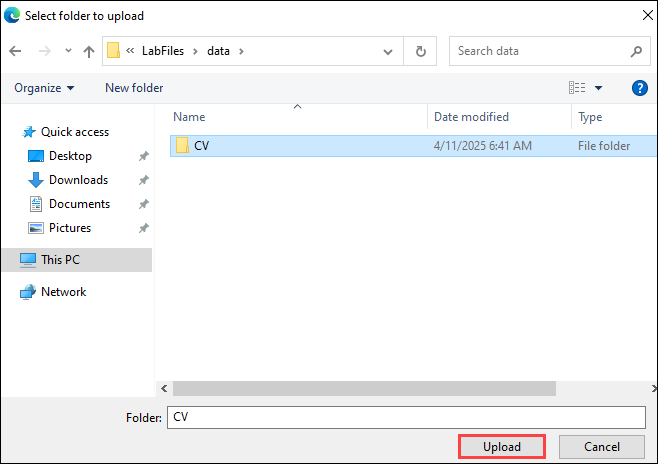 Select folder to upload
« LabFiles > data >
Search data
Organize
New folder
?
Name
Date modified
Type
Quick access
Desktop
Downloads
Documents
Pictures
This PC
Network
CV
4/11/2025 6:41 AM
File folder
Folder:
CV
Upload
Cancel